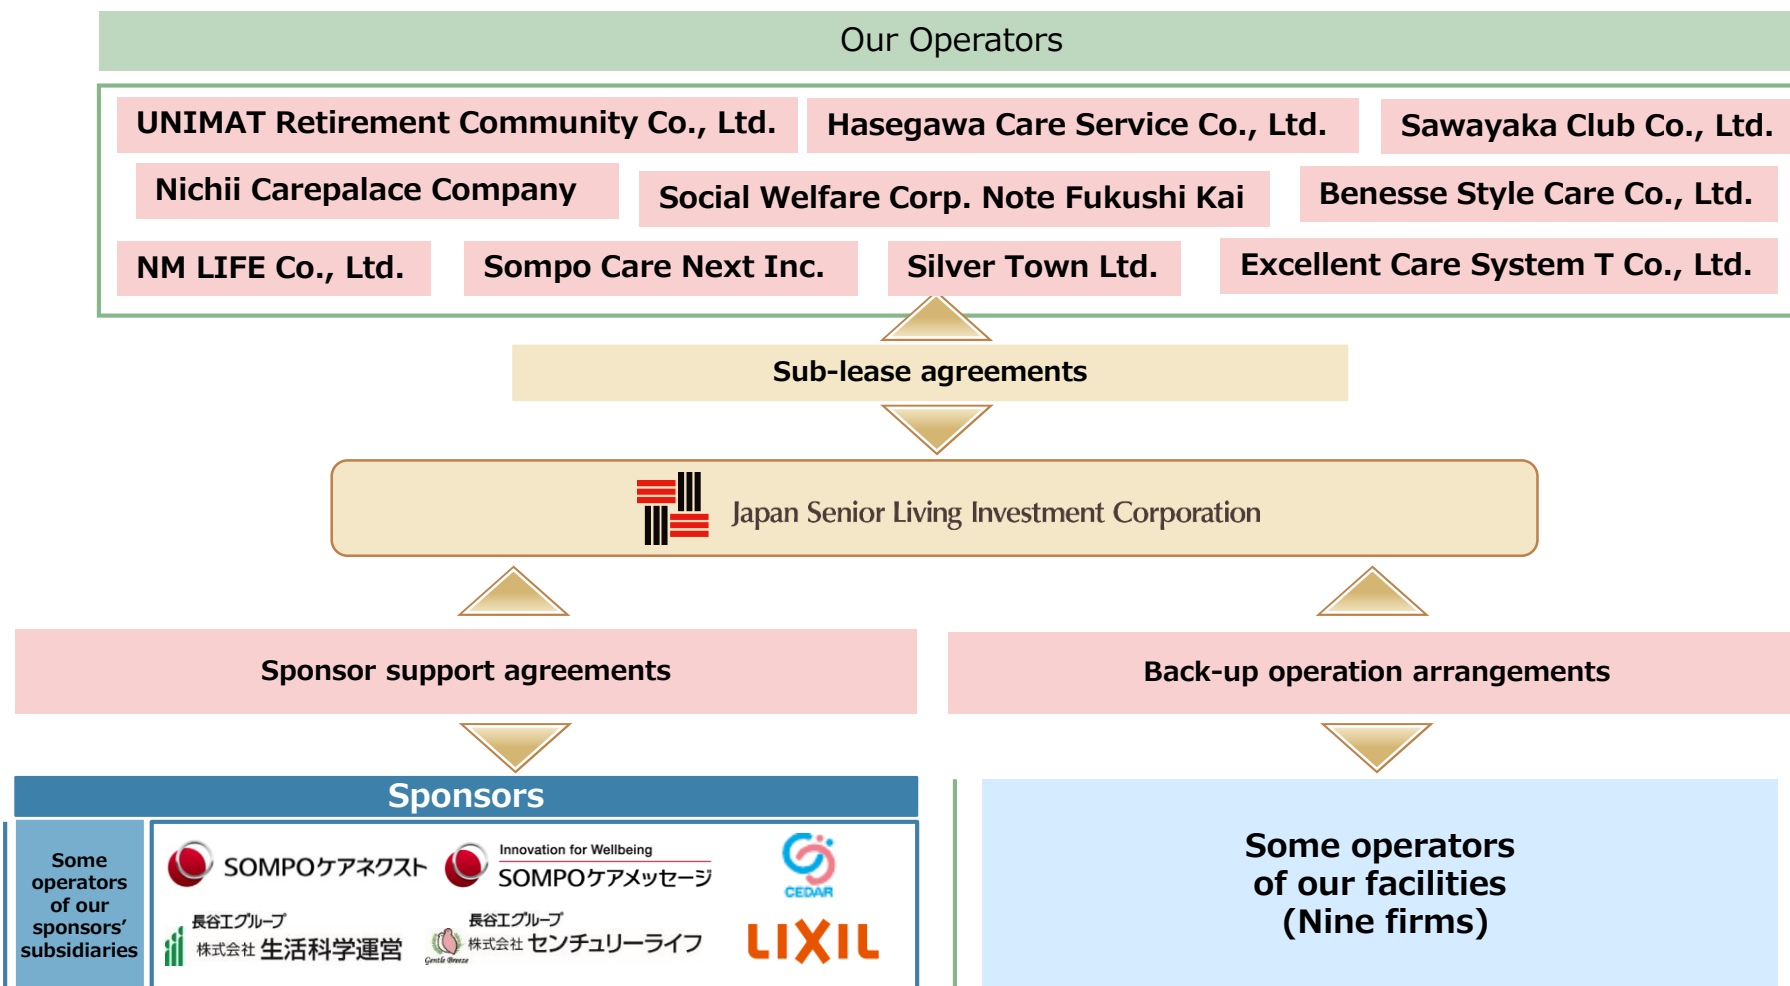 Our Operators
UNIMAT Retirement Community Co., Ltd.
Hasegawa Care Service Co., Ltd.
Sawayaka Club Co., Ltd.
Nichii Carepalace Company
Social Welfare Corp. Note Fukushi Kai
Benesse Style Care Co., Ltd.
NM LIFE Co., Ltd.
Sompo Care Next Inc.
Silver Town Ltd.
Excellent Care System T Co., Ltd.
Sub-lease agreements
Japan Senior Living Investment Corporation
Sponsor support agreements
Back-up operation arrangements
Sponsors
Some
operators
of our
sponsors’
subsidiaries
SOMPOケアネクスト
Innovation for Wellbeing
SOMPOケアメッセージ
CEDAR
長谷工グループ
株式会社 生活科学運営
長谷工グループ
株式会社 センチュリーライフ
Gentle Breeze
LIXIL
Some operators
of our facilities
(Nine firms)